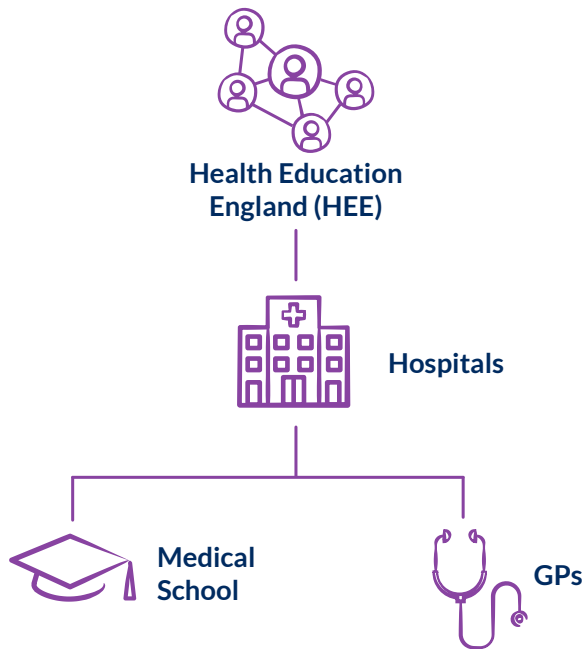 Health Education
England (HEE)
Hospitals
Medical
School
GPs